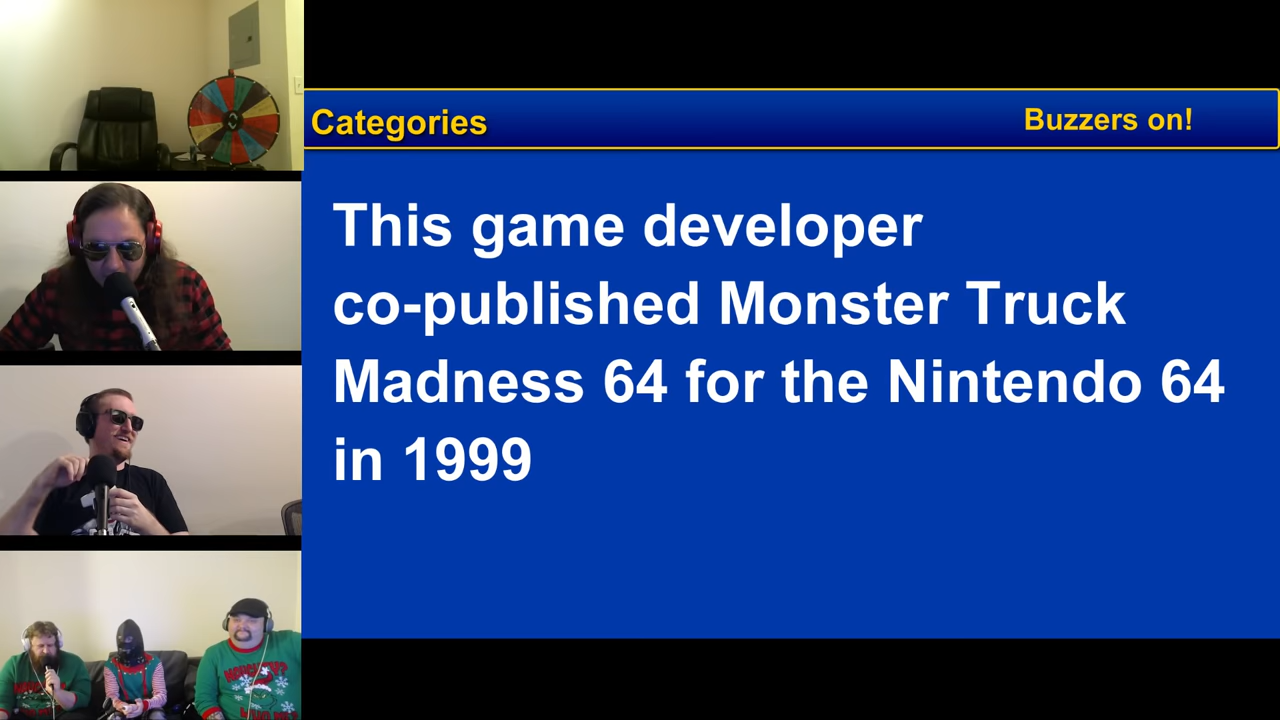 Categories
Buzzers on!
This game developer
co-published Monster Truck
Madness 64 for the Nintendo 64
in 1999